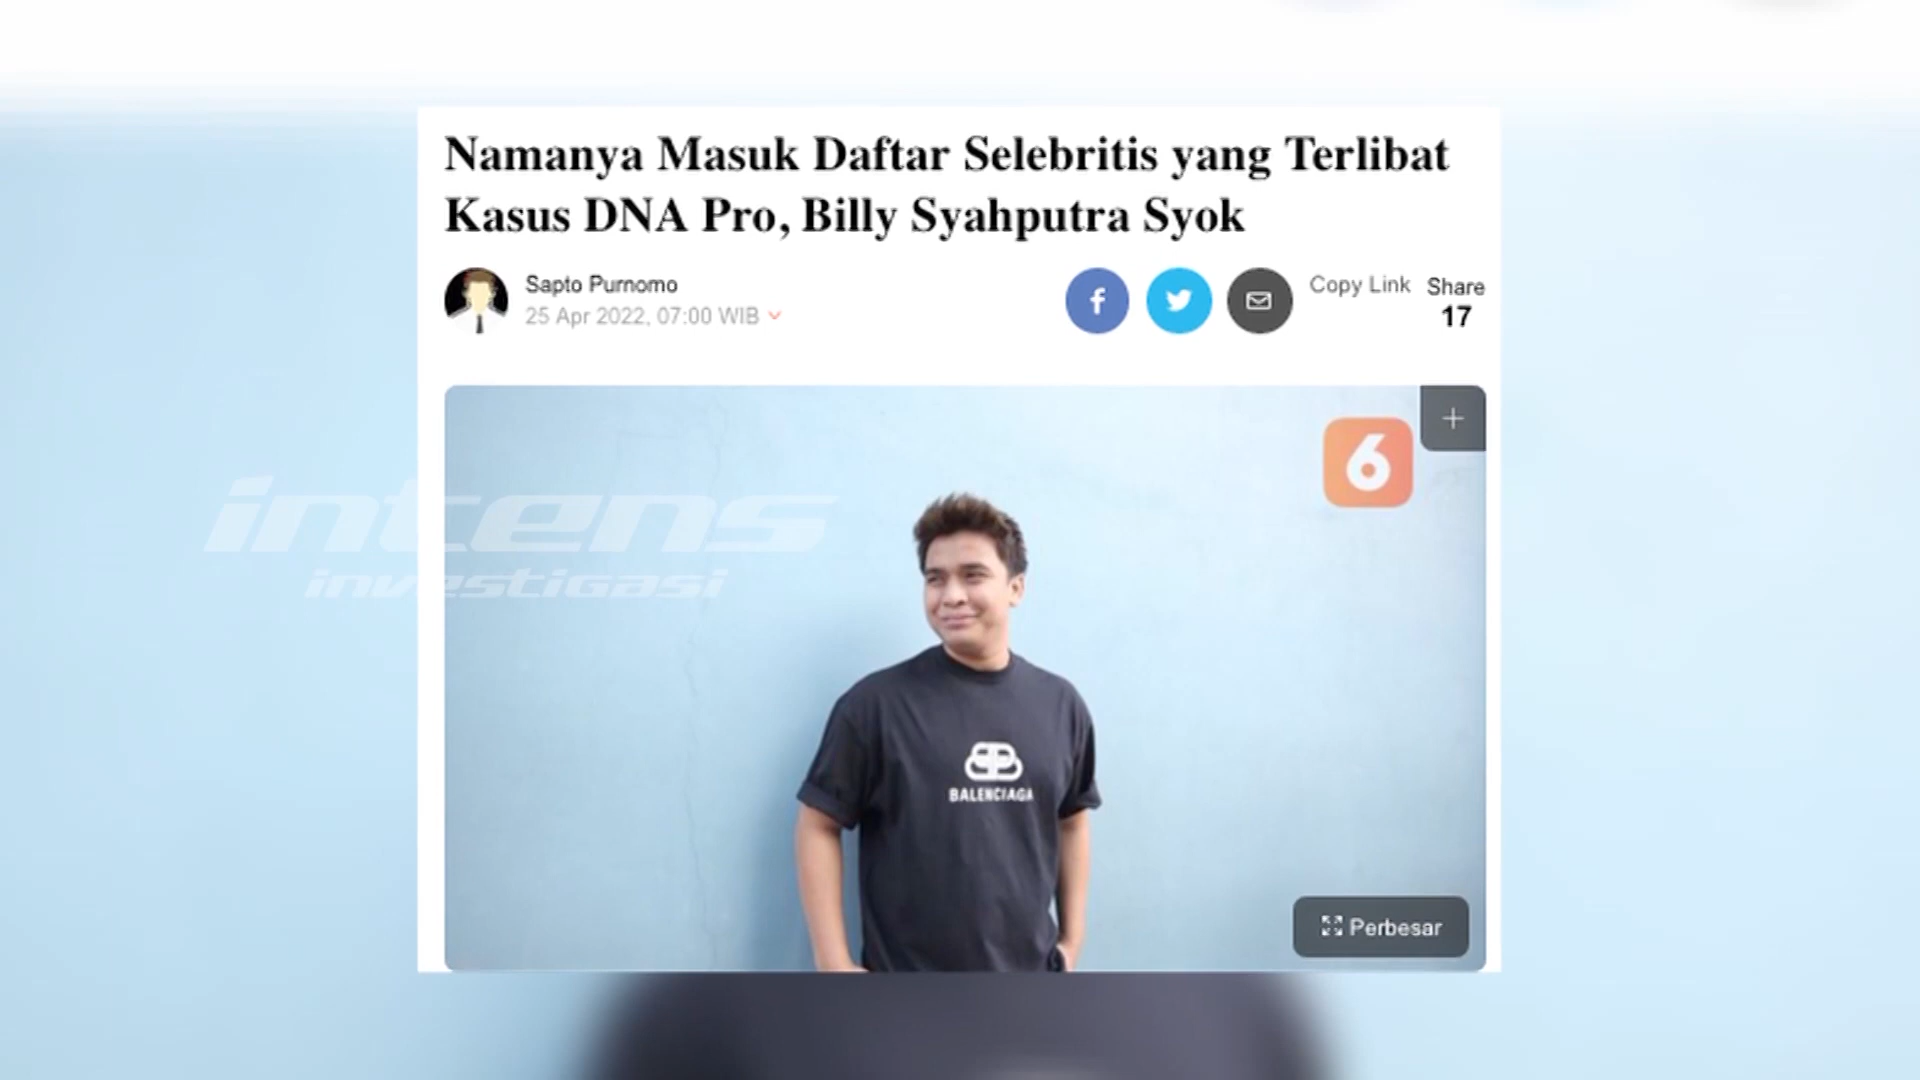 Namanya Masuk Daftar Selebritis yang Terlibat
Kasus DNA Pro, Billy Syahputra Syok
Sapto Purnomo
25 Apr 2022, 07:00 WIB
f
Copy Link
Share
17
+
6
intens
investigasi
BALENCIAGA
Perbesar